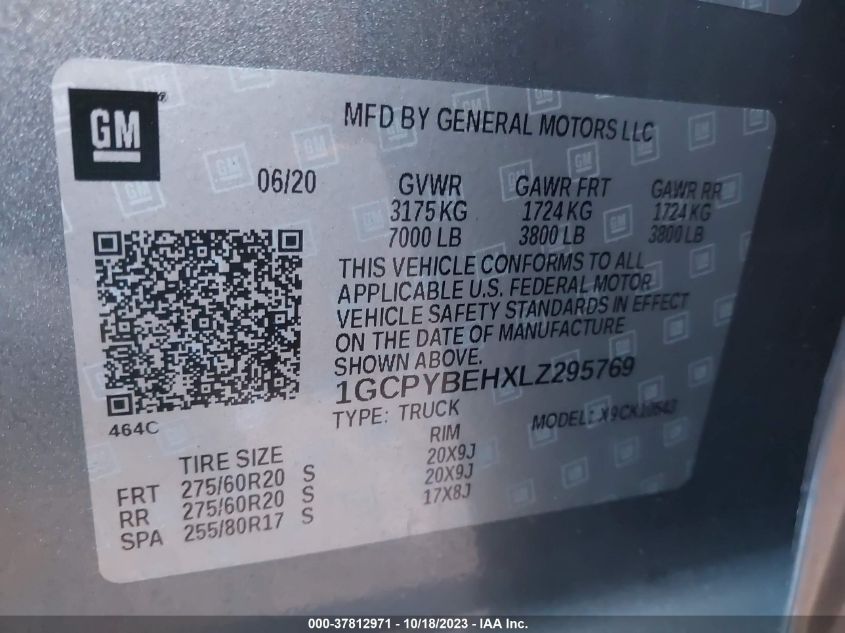 GM
MFD BY GENERAL MOTORS LLC
06/20 GVWR GAWR FRT GAWR RR
3175 KG 1724 KG 1724 KG
7000 LB 3800 LB 3800 LB
THIS VEHICLE CONFORMS TO ALL
APPLICABLE U.S. FEDERAL MOTOR
VEHICLE SAFETY STANDARDS IN EFFECT
ON THE DATE OF MANUFACTURE
SHOWN ABOVE.
1GCPYBEHXLZ295769
TYPE: TRUCK MODEL:
464C
TIRE SIZE RIM
FRT 275/60R20 S 20X9J
RR 275/60R20 S 20X9J
SPA 255/80R17 S 17X8J
000-37812971 - 10/18/2023 - IAA Inc.